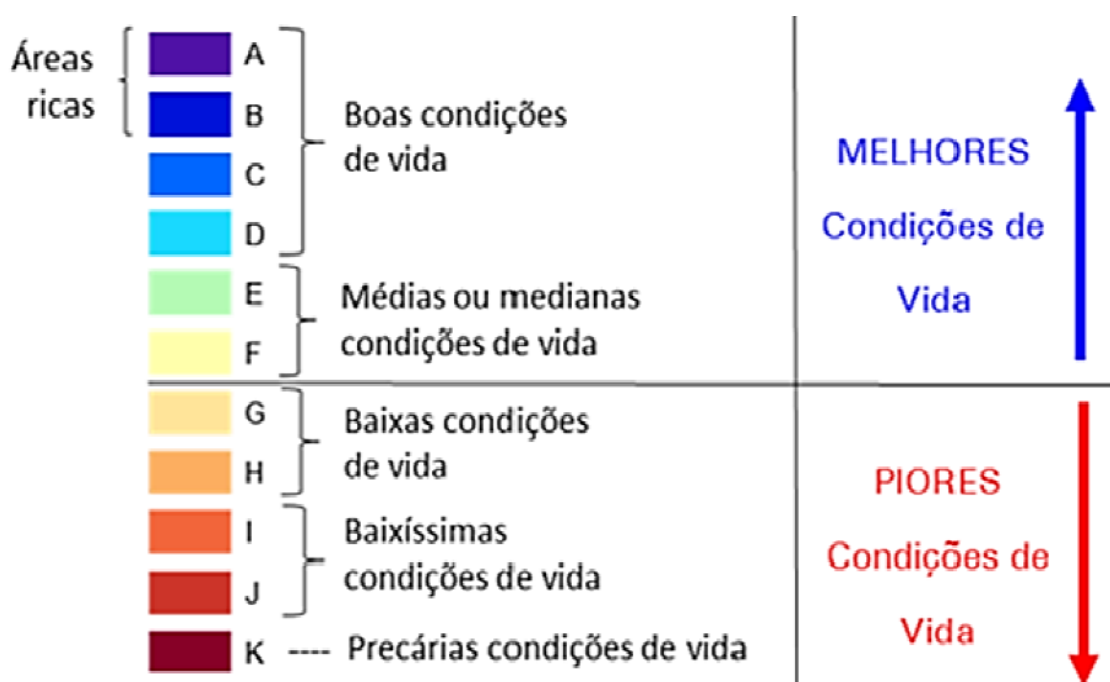 Áreas
ricas
A
B
C
D
Boas condições
de vida
E
F
Médias ou medianas
condições de vida
MELHORES
Condições de
Vida
G
H
Baixas condições
de vida
I
J
Baixíssimas
condições de vida
K ---- Precárias condições de vida
PIORES
Condições de
Vida